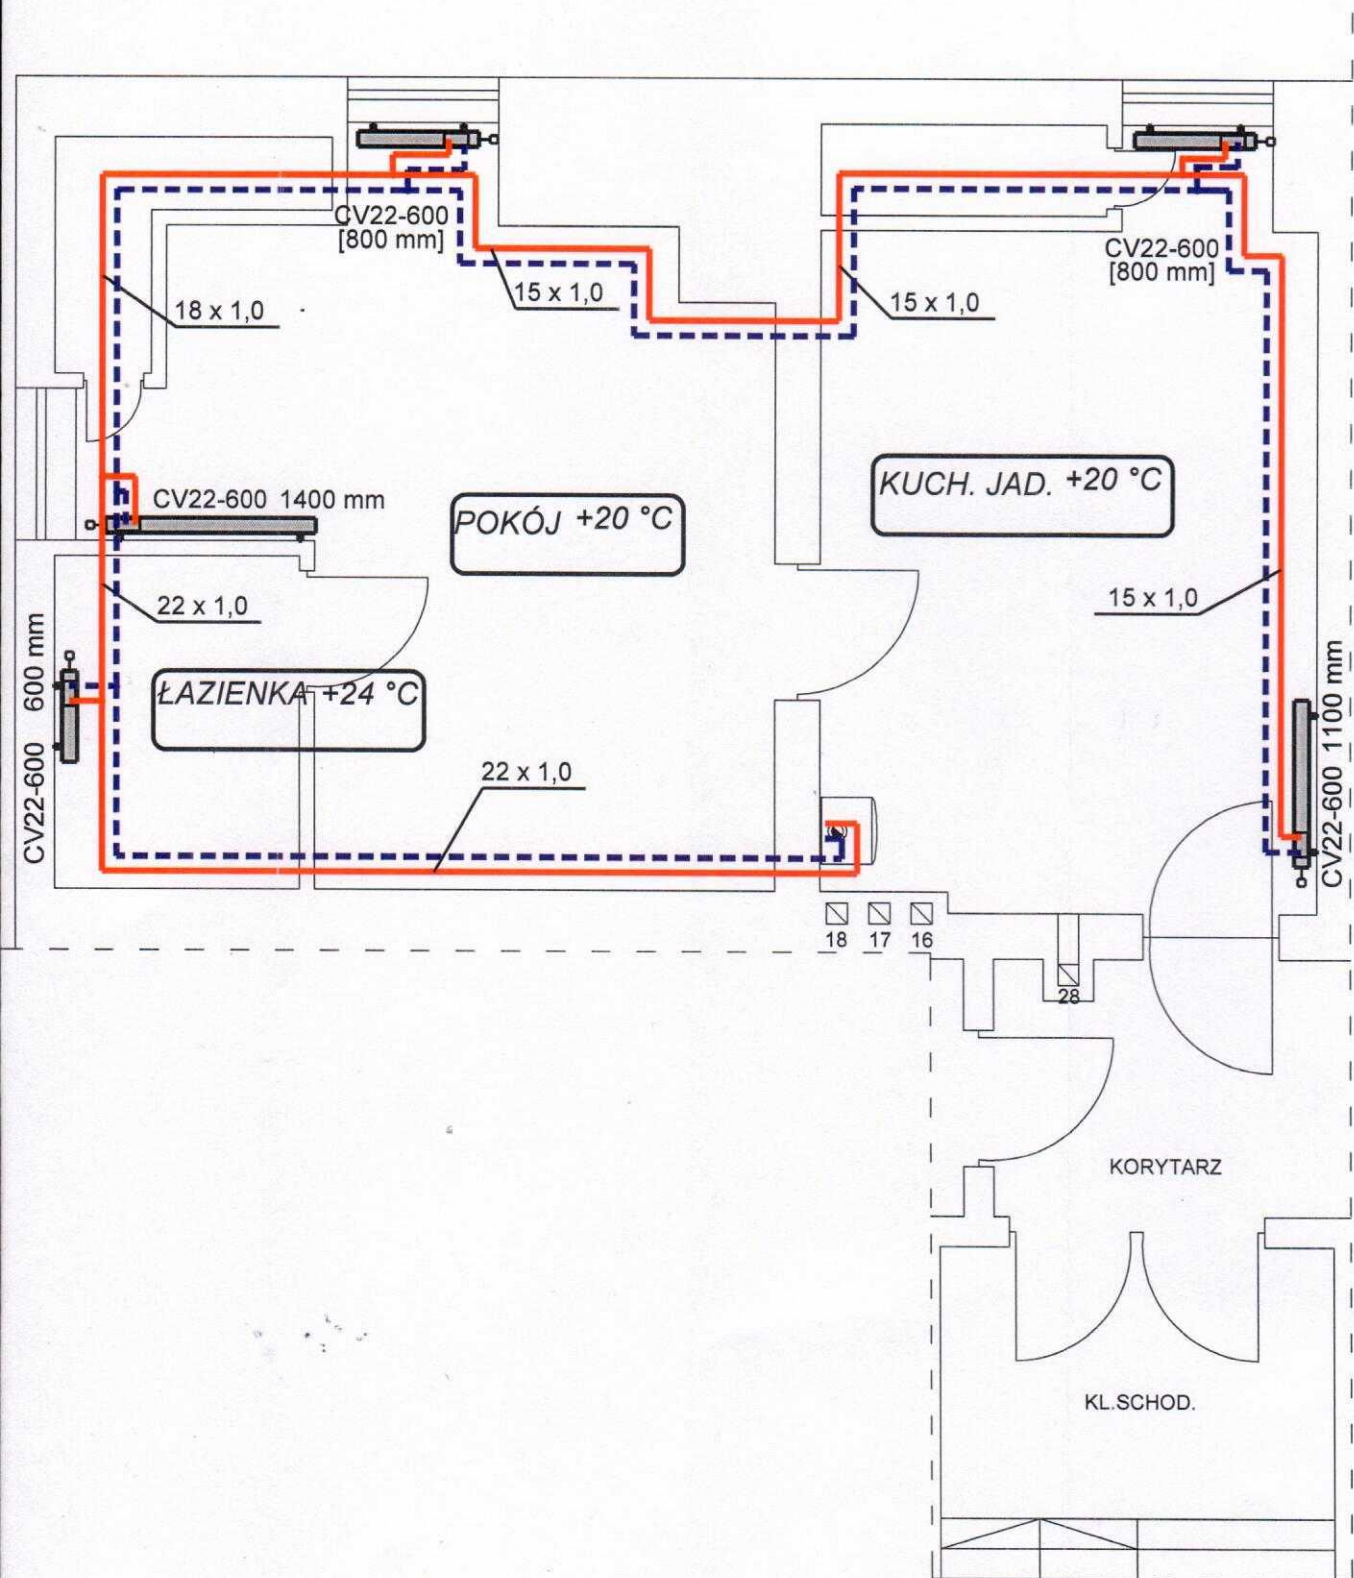 CV22-600
[800 mm]
CV22-600
[800 mm]
18 x 1,0
15 x 1,0
15 x 1,0
KUCH. JAD. +20 °C
CV22-600 1400 mm
POKÓJ +20 °C
22 x 1,0
15 x 1,0
CV22-600 600 mm
ŁAZIENKA +24 °C
CV22-600 1100 mm
22 x 1,0
18
17
16
28
KORYTARZ
KL.SCHOD.